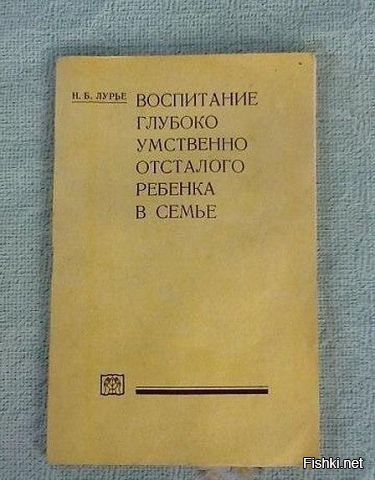 Н. Б. ЛУРЬЕ
ВОСПИТАНИЕ
ГЛУБОКО
УМСТВЕННО
ОТСТАЛОГО
РЕБЕНКА
В СЕМЬЕ
Fishki.net